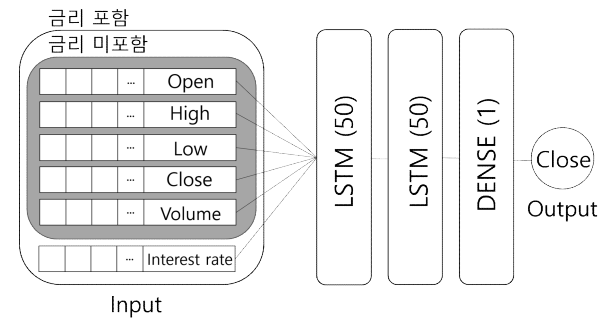 금리 포함
금리 미포함
... Open
... High
... Low
... Close
... Volume
... Interest rate
Input
LSTM (50)
LSTM (50)
DENSE (1)
Close
Output